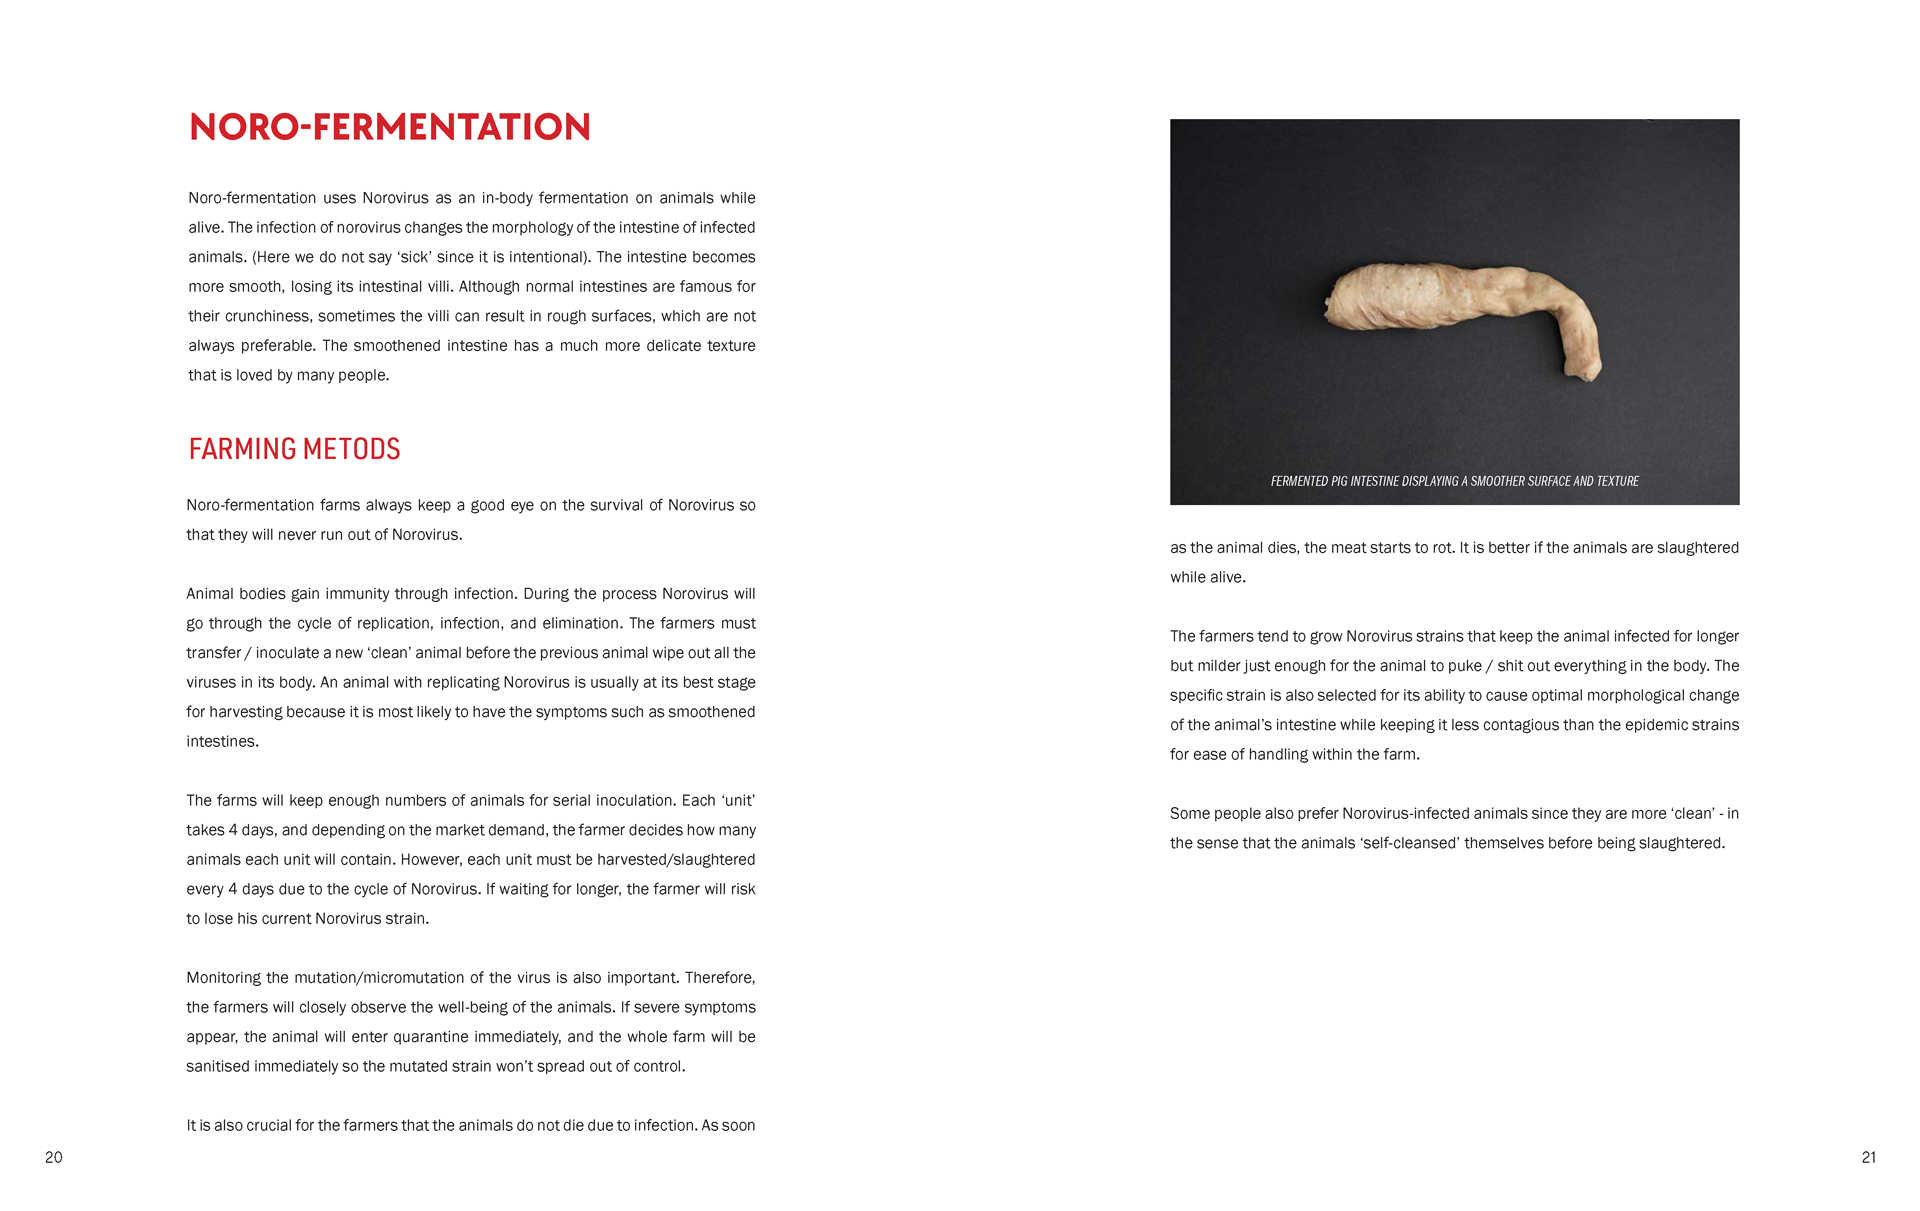 NORO-FERMENTATION
Noro-fermentation uses Norovirus as an in-body fermentation on animals while
alive. The infection of norovirus changes the morphology of the intestine of infected
animals. (Here we do not say ‘sick’ since it is intentional). The intestine becomes
more smooth, losing its intestinal villi. Although normal intestines are famous for
their crunchiness, sometimes the villi can result in rough surfaces, which are not
always preferable. The smoothened intestine has a much more delicate texture
that is loved by many people.
FARMING METODS
Noro-fermentation farms always keep a good eye on the survival of Norovirus so
that they will never run out of Norovirus.
Animal bodies gain immunity through infection. During the process Norovirus will
go through the cycle of replication, infection, and elimination. The farmers must
transfer / inoculate a new ‘clean’ animal before the previous animal wipe out all the
viruses in its body. An animal with replicating Norovirus is usually at its best stage
for harvesting because it is most likely to have the symptoms such as smoothened
intestines.
The farms will keep enough numbers of animals for serial inoculation. Each ‘unit’
takes 4 days, and depending on the market demand, the farmer decides how many
animals each unit will contain. However, each unit must be harvested/slaughtered
every 4 days due to the cycle of Norovirus. If waiting for longer, the farmer will risk
to lose his current Norovirus strain.
Monitoring the mutation/micromutation of the virus is also important. Therefore,
the farmers will closely observe the well-being of the animals. If severe symptoms
appear, the animal will enter quarantine immediately, and the whole farm will be
sanitised immediately so the mutated strain won’t spread out of control.
It is also crucial for the farmers that the animals do not die due to infection. As soon
20
FERMENTED PIG INTESTINE DISPLAYING A SMOOTHER SURFACE AND TEXTURE
as the animal dies, the meat starts to rot. It is better if the animals are slaughtered
while alive.
The farmers tend to grow Norovirus strains that keep the animal infected for longer
but milder just enough for the animal to puke / shit out everything in the body. The
specific strain is also selected for its ability to cause optimal morphological change
of the animal’s intestine while keeping it less contagious than the epidemic strains
for ease of handling within the farm.
Some people also prefer Norovirus-infected animals since they are more ‘clean’ - in
the sense that the animals ‘self-cleansed’ themselves before being slaughtered.
21